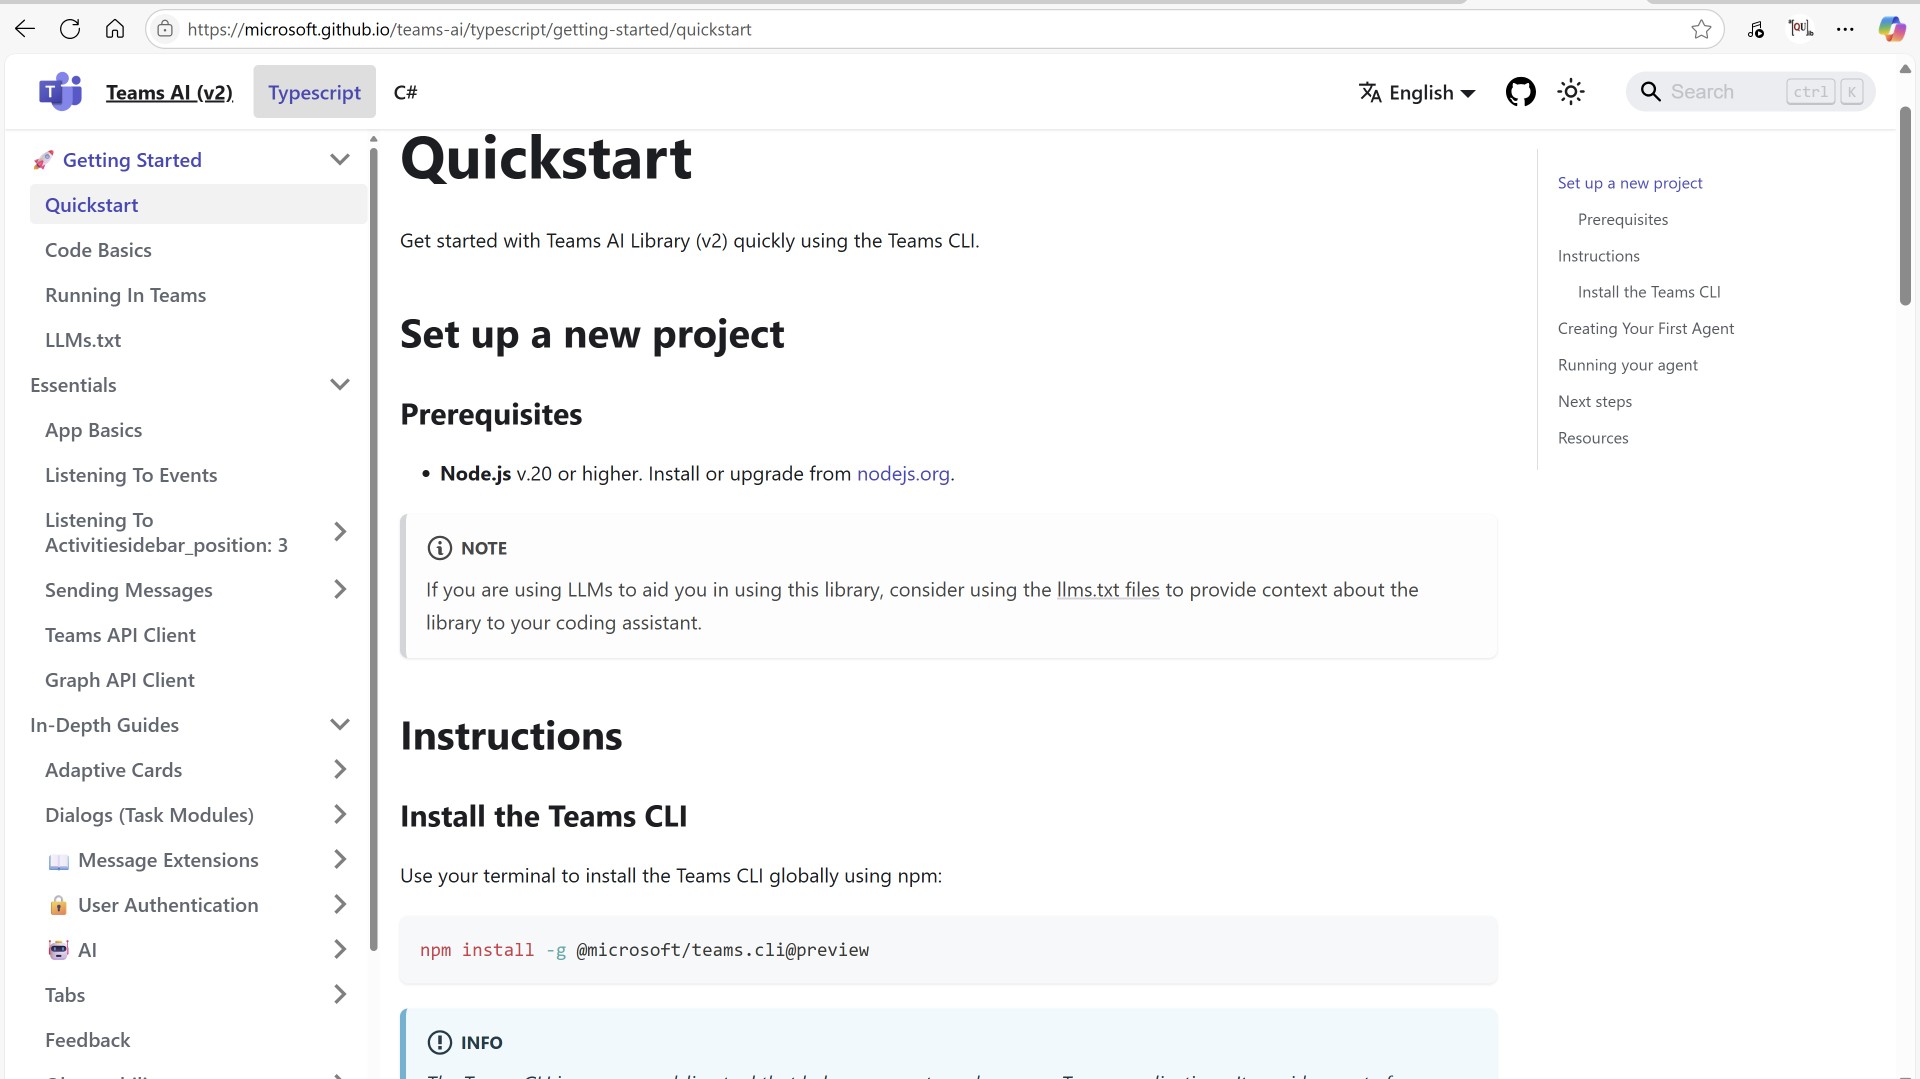 https://microsoft.github.io/teams-ai/typescript/getting-started/quickstart
Teams AI (v2)
Typescript
C#
English
Search
ctrl
K
Getting Started
Quickstart
Code Basics
Running In Teams
LLMs.txt
Essentials
App Basics
Listening To Events
Listening To
Activitiesidebar_position: 3
Sending Messages
Teams API Client
Graph API Client
In-Depth Guides
Adaptive Cards
Dialogs (Task Modules)
Message Extensions
User Authentication
AI
Tabs
Feedback
Quickstart
Get started with Teams AI Library (v2) quickly using the Teams CLI.
Set up a new project
Prerequisites
• Node.js v.20 or higher. Install or upgrade from nodejs.org.
NOTE
If you are using LLMs to aid you in using this library, consider using the llms.txt files to provide context about the
library to your coding assistant.
Instructions
Install the Teams CLI
Use your terminal to install the Teams CLI globally using npm:
npm install -g @microsoft/teams.cli@preview
INFO
Set up a new project
Prerequisites
Instructions
Install the Teams CLI
Creating Your First Agent
Running your agent
Next steps
Resources